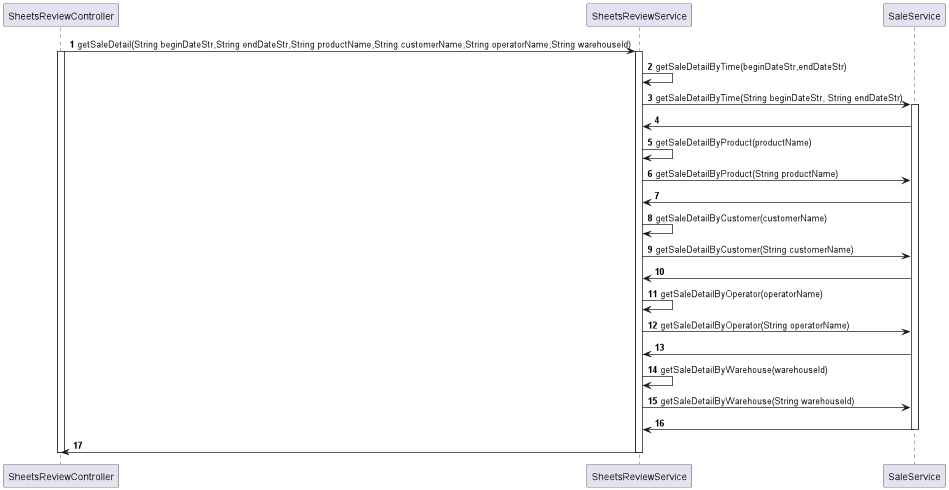 SheetsReviewController SheetsReviewService SaleService
1 getSaleDetail(String beginDateStr,String endDateStr,String productName,String customerName,String operatorName,String warehouseId)
2 getSaleDetailByTime(beginDateStr,endDateStr)
3 getSaleDetailByTime(String beginDateStr, String endDateStr)
4
5 getSaleDetailByProduct(productName)
6 getSaleDetailByProduct(String productName)
7
8 getSaleDetailByCustomer(customerName)
9 getSaleDetailByCustomer(String customerName)
10
11 getSaleDetailByOperator(operatorName)
12 getSaleDetailByOperator(String operatorName)
13
14 getSaleDetailByWarehouse(warehouseId)
15 getSaleDetailByWarehouse(String warehouseId)
16
17
SheetsReviewController SheetsReviewService SaleService